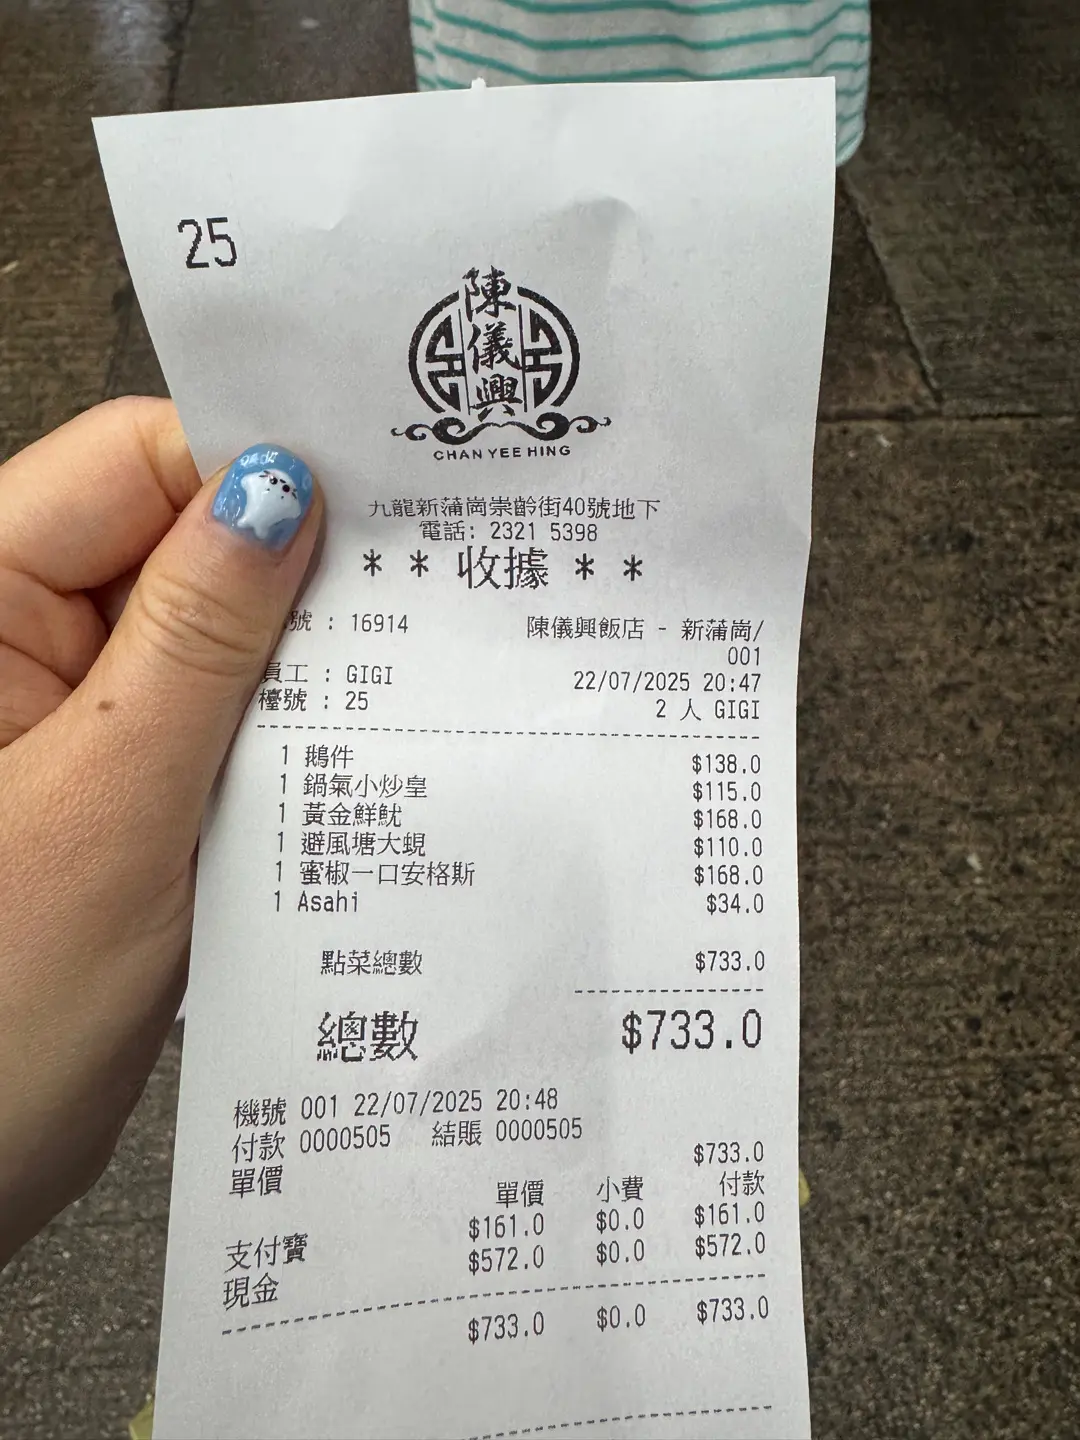 25
陳儀興
CHAN YEE HING
九龍新蒲崗崇齡街40號地下
電話: 2321 5398
* * 收據 * *
號 : 16914 陳儀興飯店 - 新蒲崗/
001
員工 : GIGI 22/07/2025 20:47
檯號 : 25 2 人 GIGI
1 鵝件 $138.0
1 鍋氣小炒皇 $115.0
1 黃金鮮魷 $168.0
1 避風塘大蜆 $110.0
1 蜜椒一口安格斯 $168.0
1 Asahi $34.0
點菜總數 $733.0
總數 $733.0
機號 001 22/07/2025 20:48
付款 0000505 結賬 0000505
單價 $733.0
單價 小費 付款
支付寶 $161.0 $0.0 $161.0
現金 $572.0 $0.0 $572.0
$733.0 $0.0 $733.0